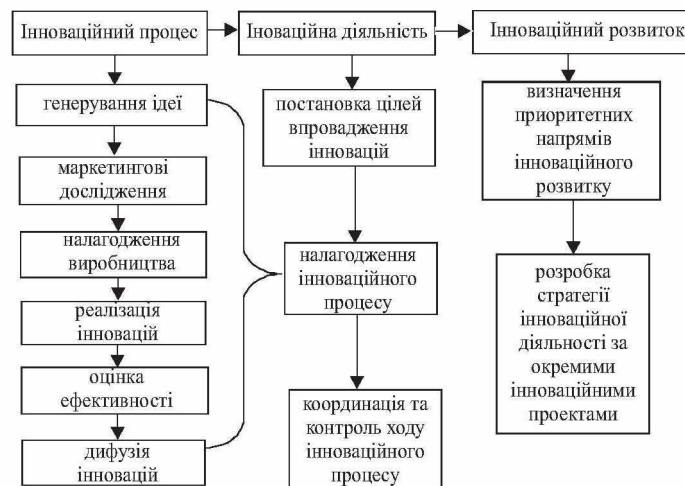 Інноваційний процес
Іноваційна діяльність
Інноваційний розвиток
генерування ідеї
маркетингові
дослідження
налагодження
виробництва
реалізація
інновацій
оцінка
ефективності
дифузія
інновацій
постановка цілей
впровадження
інновацій
налагодження
інноваційного
процесу
координація та
контроль ходу
інноваційного
процесу
визначення
приоритетних
напрямів
інноваційного
розвитку
розробка
стратегії
інноваційної
діяльності за
окремими
інноваційними
проектами